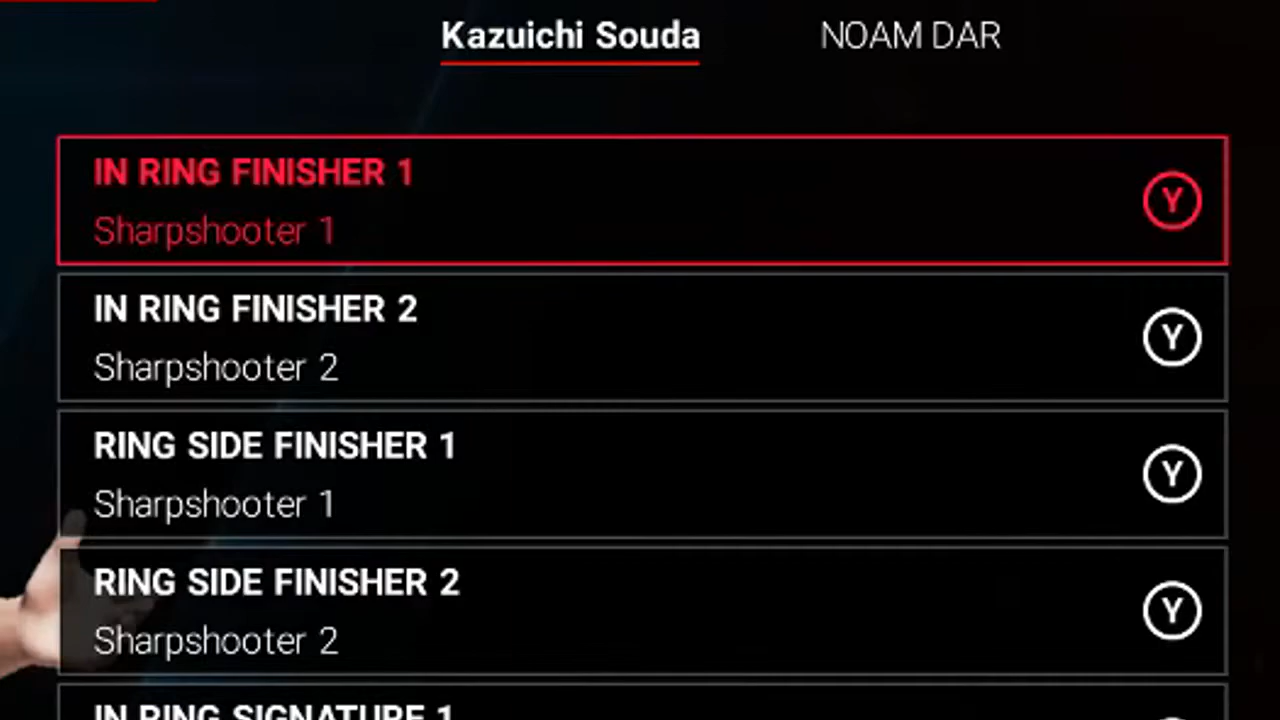 Kazuichi Souda NOAM DAR
IN RING FINISHER 1
Sharpshooter 1
Y
IN RING FINISHER 2
Sharpshooter 2
Y
RING SIDE FINISHER 1
Sharpshooter 1
Y
RING SIDE FINISHER 2
Sharpshooter 2
Y
IN RING SIGNATURE 1